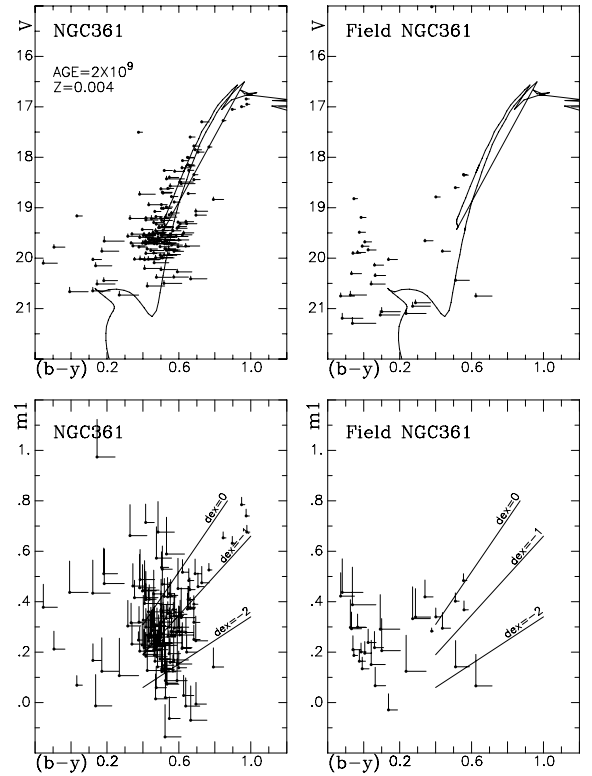 NGC361
AGE=2X10^9
Z=0.004
V
16
17
18
19
20
21
(b-y) 0.2 0.6 1.0
Field NGC361
V
16
17
18
19
20
21
(b-y) 0.2 0.6 1.0
NGC361
m1
1.
.8
.6
.4
.2
.0
dex=0
dex=-1
dex=-2
(b-y) 0.2 0.6 1.0
Field NGC361
m1
1.
.8
.6
.4
.2
.0
dex=0
dex=-1
dex=-2
(b-y) 0.2 0.6 1.0